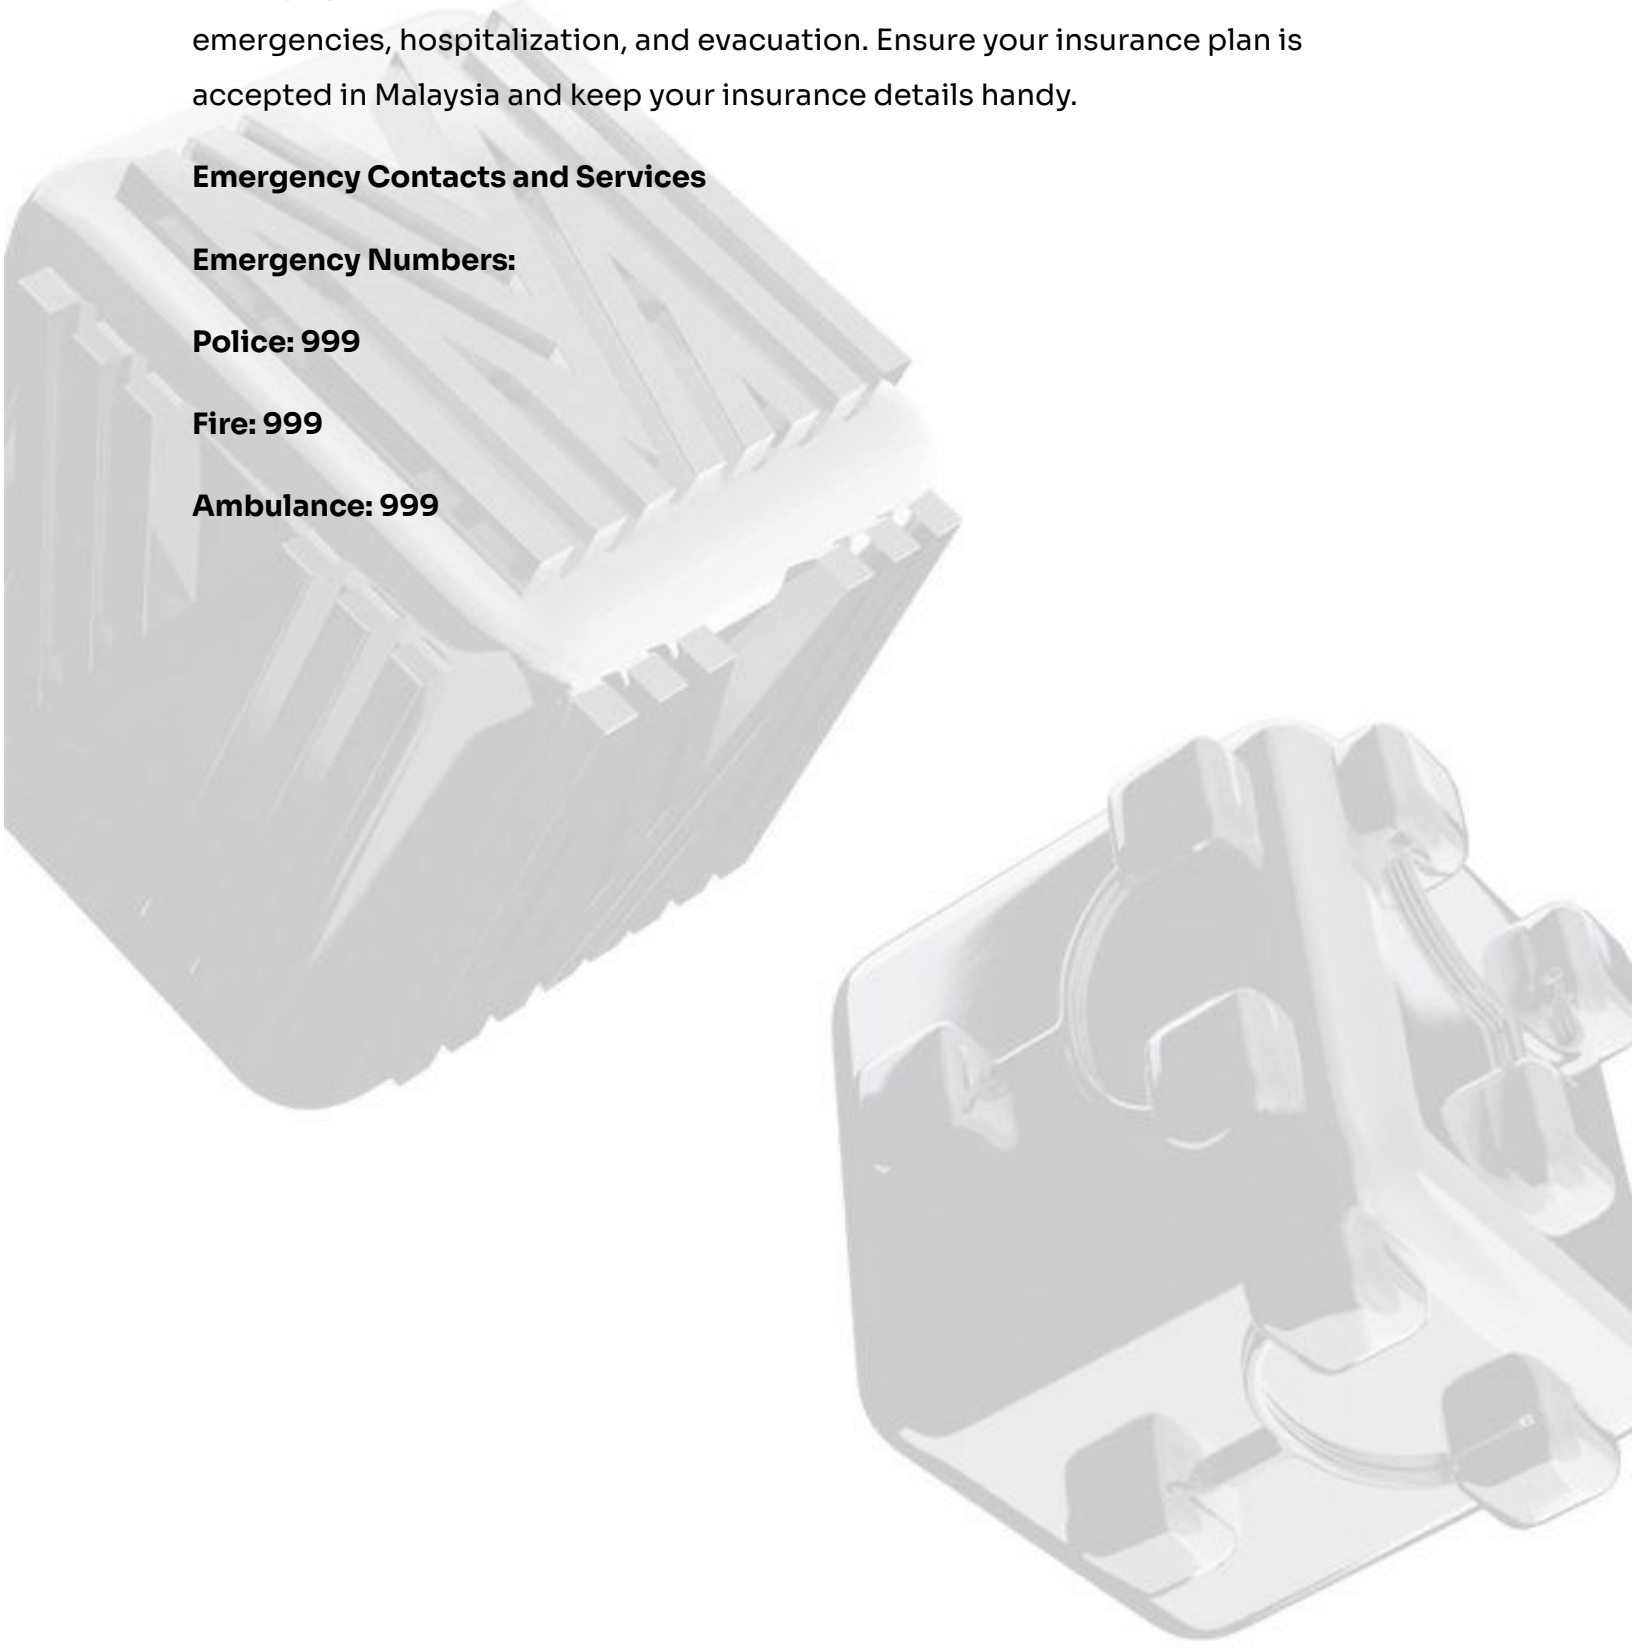 emergencies, hospitalization, and evacuation. Ensure your insurance plan is
accepted in Malaysia and keep your insurance details handy.
Emergency Contacts and Services
Emergency Numbers:
Police: 999
Fire: 999
Ambulance: 999